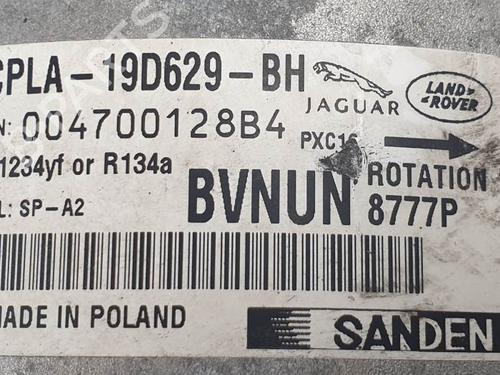 CPLA-19D629-BH
JAGUAR
LAND ROVER
N: 004700128B4
PXC16
1234yf or R134a
BVNUN
ROTATION
L: SP-A2
8777P
MADE IN POLAND
SANDEN